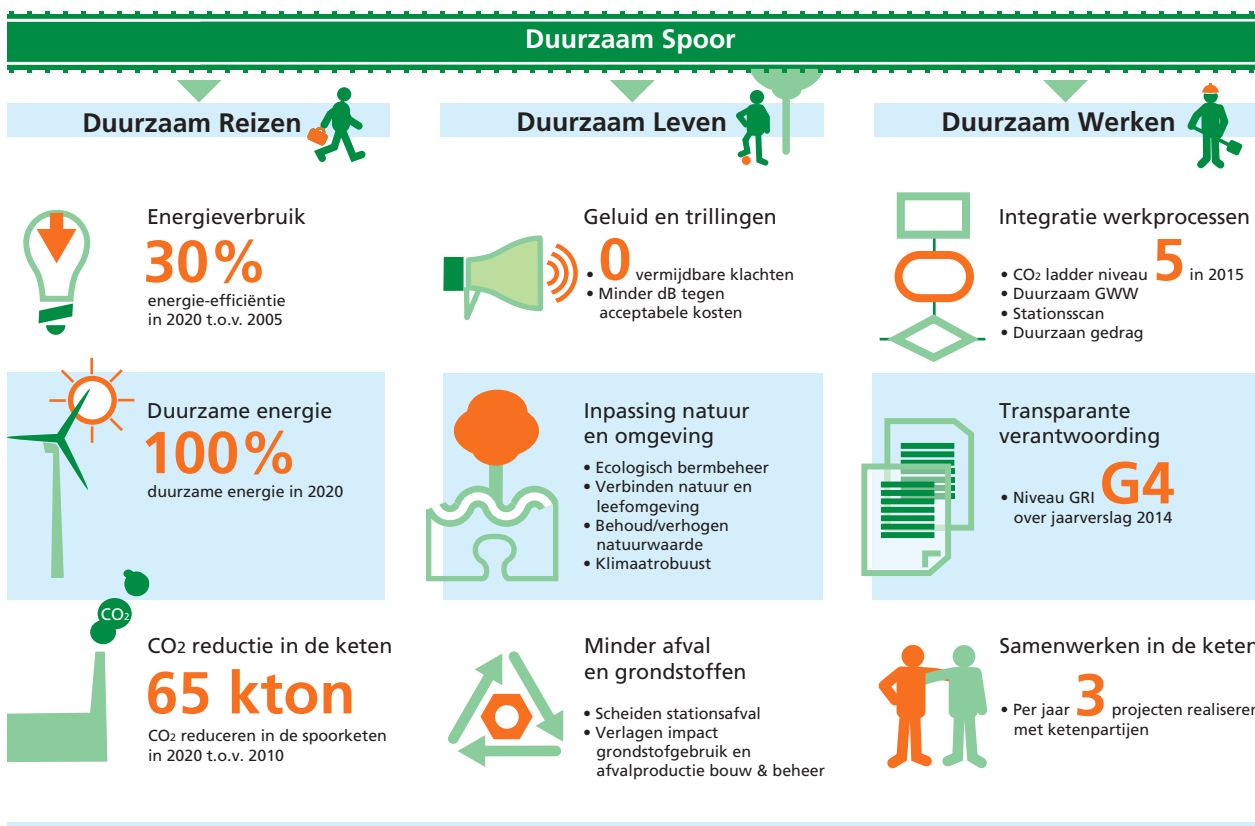 Duurzaam Spoor
Duurzaam Reizen
Energieverbruik
30%
energie-efficiëntie
in 2020 t.o.v. 2005
Duurzame energie
100%
duurzame energie in 2020
CO2
CO2 reductie in de keten
65 kton
CO2 reduceren in de spoorketen
in 2020 t.o.v. 2010
Duurzaam Leven
Geluid en trillingen
• 0 vermijdbare klachten
• Minder dB tegen
acceptabele kosten
Inpassing natuur
en omgeving
• Ecologisch bermbeheer
• Verbinden natuur en
leefomgeving
• Behoud/verhogen
natuurwaarde
• Klimaatrobuust
Minder afval
en grondstoffen
• Scheiden stationsafval
• Verlagen impact
grondstofgebruik en
afvalproductie bouw & beheer
Duurzaam Werken
Integratie werkprocessen
• CO2 ladder niveau 5 in 2015
• Duurzaam GWW
• Stationsscan
• Duurzaan gedrag
Transparante
verantwoording
• Niveau GRI G4
over jaarverslag 2014
Samenwerken in de keten
• Per jaar 3 projecten realiseren
met ketenpartijen